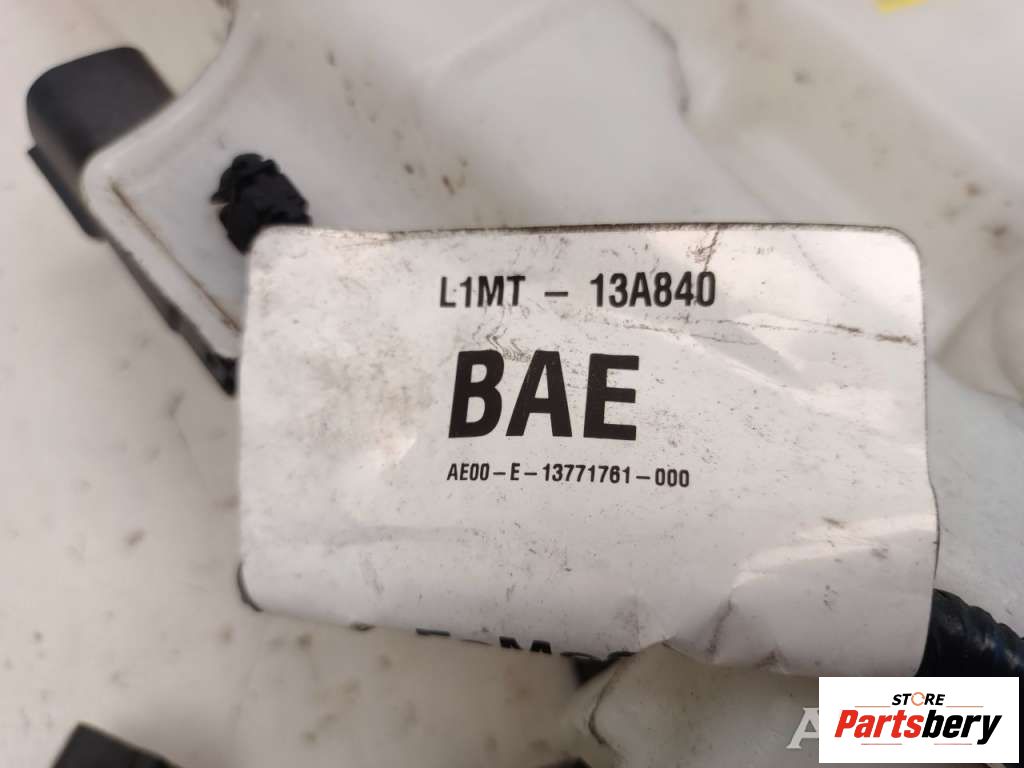 L1MT - 13A840
BAE
AE00-E-13771761-000
STORE
Partsbery